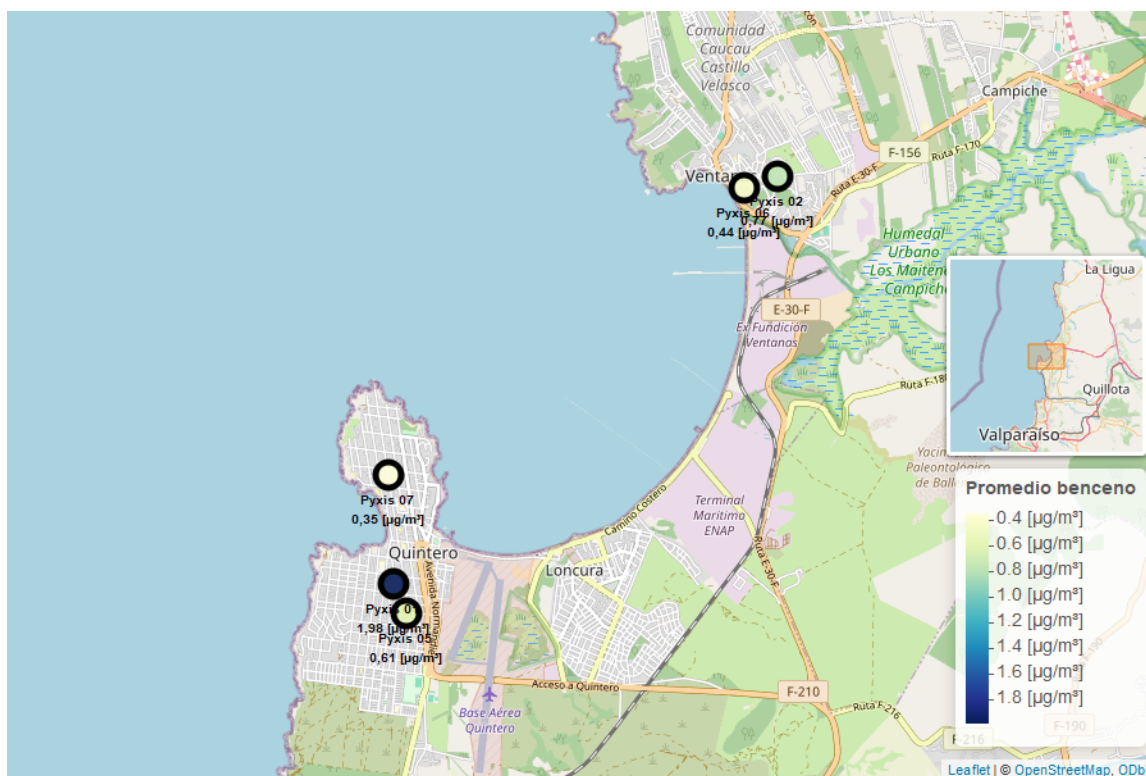 Comunidad
Caucau
Castillo
Velasco
Campiche
F-156
Ruta F-170
Ruta E-30-F
Pyxis 02
0,77 [µg/m³]
Pyxis 06
0,44 [µg/m³]
Humedal
Urbano
Los Maitene
- Campiche
E-30-F
Ex Fundición
Ventanas
La Ligua
Quillota
Valparaíso
Ruta F-188
Paleontológico
de Ball
Pyxis 07
0,35 [µg/m³]
Terminal
Marítimo
ENAP
Camino Costero
Ruta E-30-F
Quintero
Loncura
Avenida Normandie
Pyxis
1,98 [µg/m³]
Pyxis 05
0,61 [µg/m³]
Acceso a Quintero
F-210
Ruta F-216
Base Aérea
Quintero
Promedio benceno
0.4 [µg/m³]
0.6 [µg/m³]
0.8 [µg/m³]
1.0 [µg/m³]
1.2 [µg/m³]
1.4 [µg/m³]
1.6 [µg/m³]
1.8 [µg/m³]
F-190
F-216
Leaflet | © OpenStreetMap, ODb